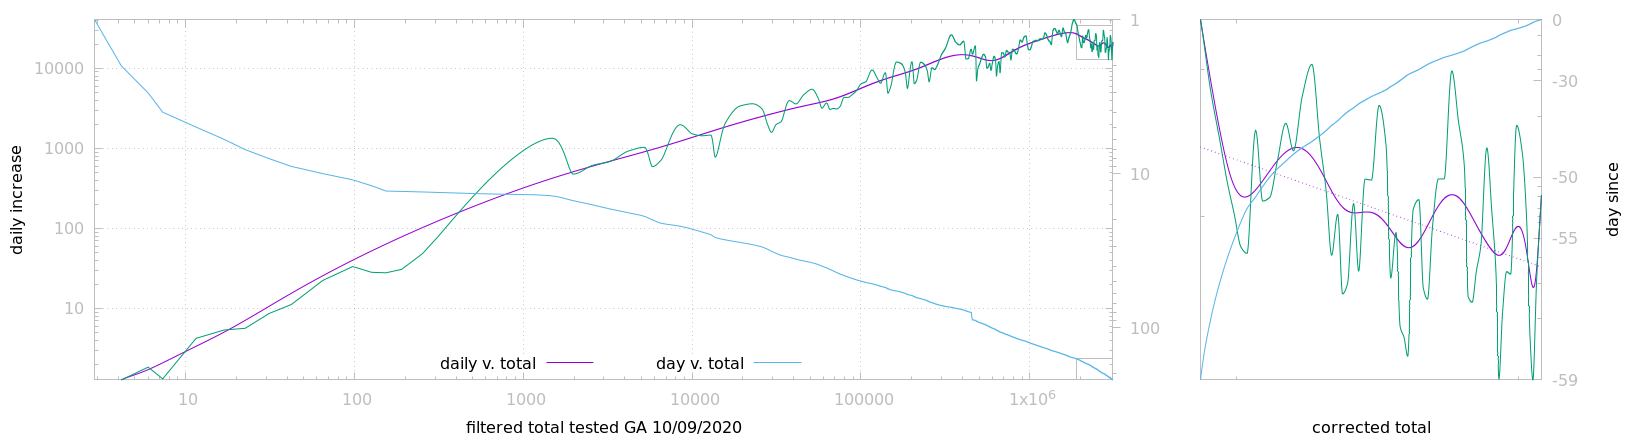 daily increase
10000
1000
100
10
10
100
1000
10000
100000
1x10⁶
1
10
100
daily v. total
day v. total
filtered total tested GA 10/09/2020
0
-30
-50
-55
-59
day since
corrected total